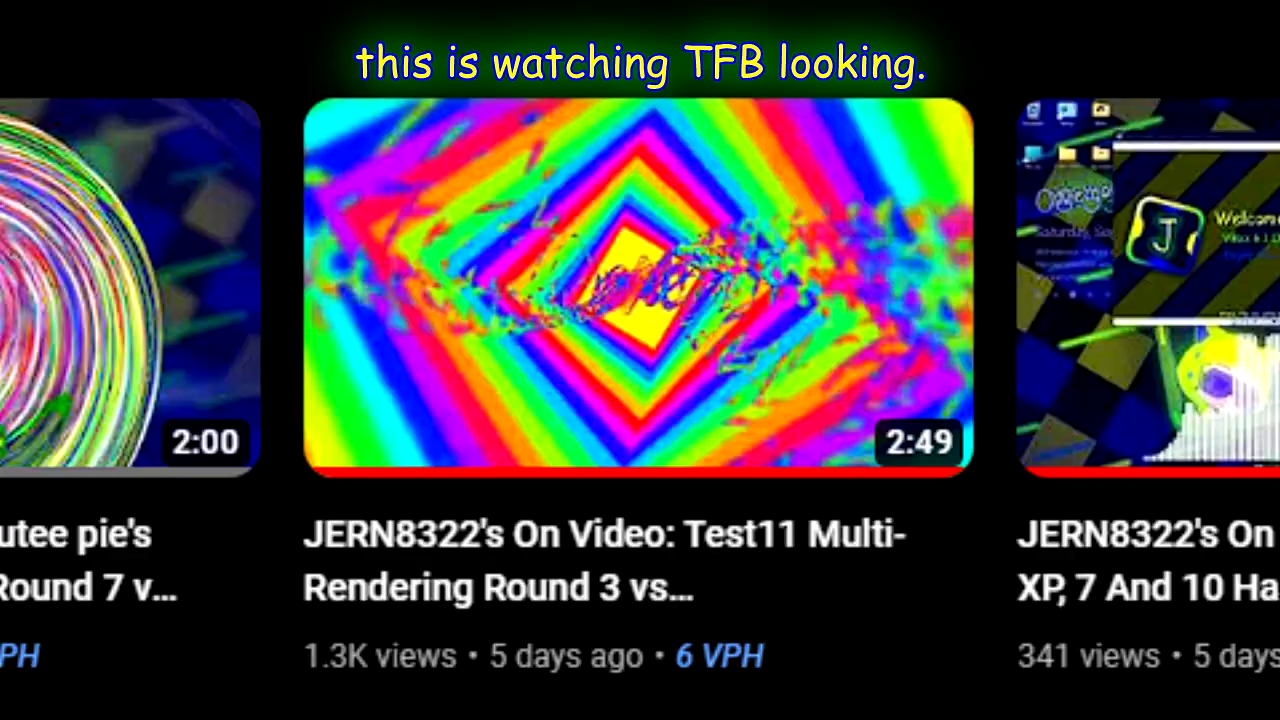 this is watching TFB looking.
2:00
2:49
J
Welcom
utee pie's
Round 7 v...
PH
JERN8322's On Video: Test11 Multi-
Rendering Round 3 vs...
1.3K views • 5 days ago • 6 VPH
JERN8322's On
XP, 7 And 10 Ha
341 views • 5 days